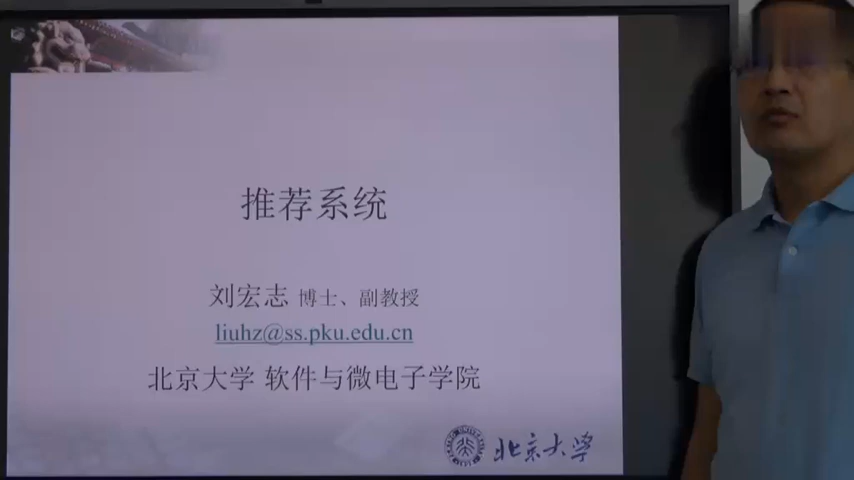 推荐系统
刘宏志 博士、副教授
liuhz@ss.pku.edu.cn
北京大学 软件与微电子学院
北京大学